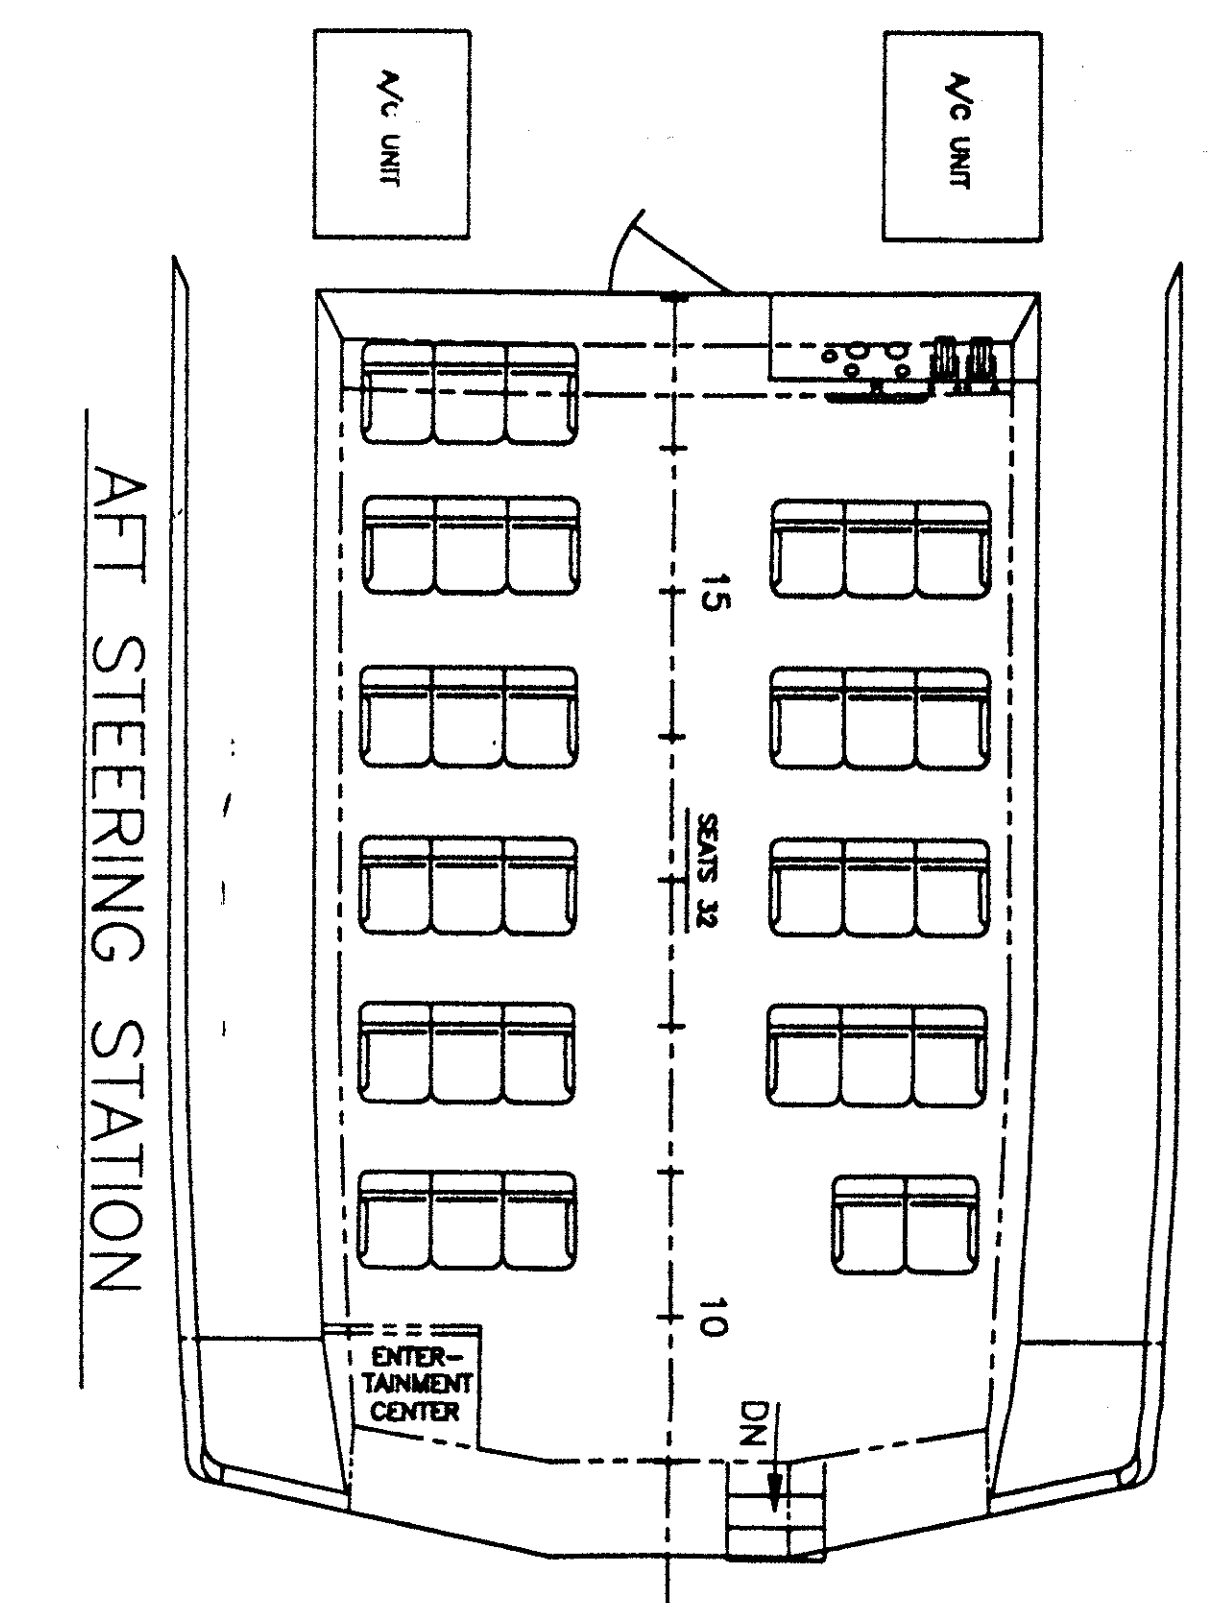 A/C UNIT
A/C UNIT
15
SEATS 32
10
ENTER-
TAINMENT
CENTER
DN
AFT STEERING STATION